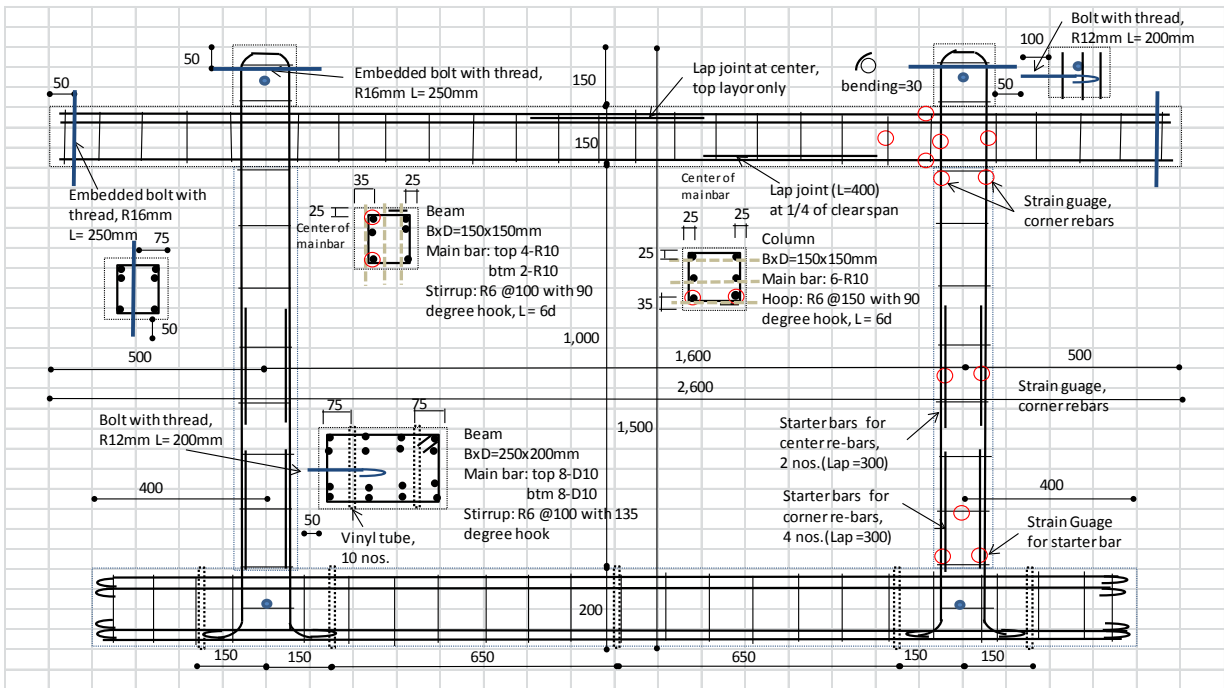 Bolt with thread,
R12mm L= 200mm
100
50
Embedded bolt with thread,
R16mm L= 250mm
150
Lap joint at center,
top layor only
bending=30
50
50
150
Embedded bolt with
thread, R16mm
L= 250mm
75
50
35
25
25
Center of
mainbar
Beam
BxD=150x150mm
Main bar: top 4-R10
btm 2-R10
Stirrup: R6 @100 with 90
degree hook, L= 6d
Center of
mainbar
Lap joint (L=400)
at 1/4 of clear span
25
25
25
35
Column
BxD=150x150mm
Main bar: 6-R10
Hoop: R6 @150 with 90
degree hook, L= 6d
Strain guage,
corner rebars
500
1,000
1,600
500
2,600
Strain guage,
corner rebars
Bolt with thread,
R12mm L= 200mm
75
75
Beam
BxD=250x200mm
Main bar: top 8-D10
btm 8-D10
Stirrup: R6 @100 with 135
degree hook
1,500
Starter bars for
center re-bars,
2 nos.(Lap =300)
400
400
50
Vinyl tube,
10 nos.
Starter bars for
corner re-bars,
4 nos.(Lap =300)
Strain Guage
for starter bar
200
150
150
650
650
150
150